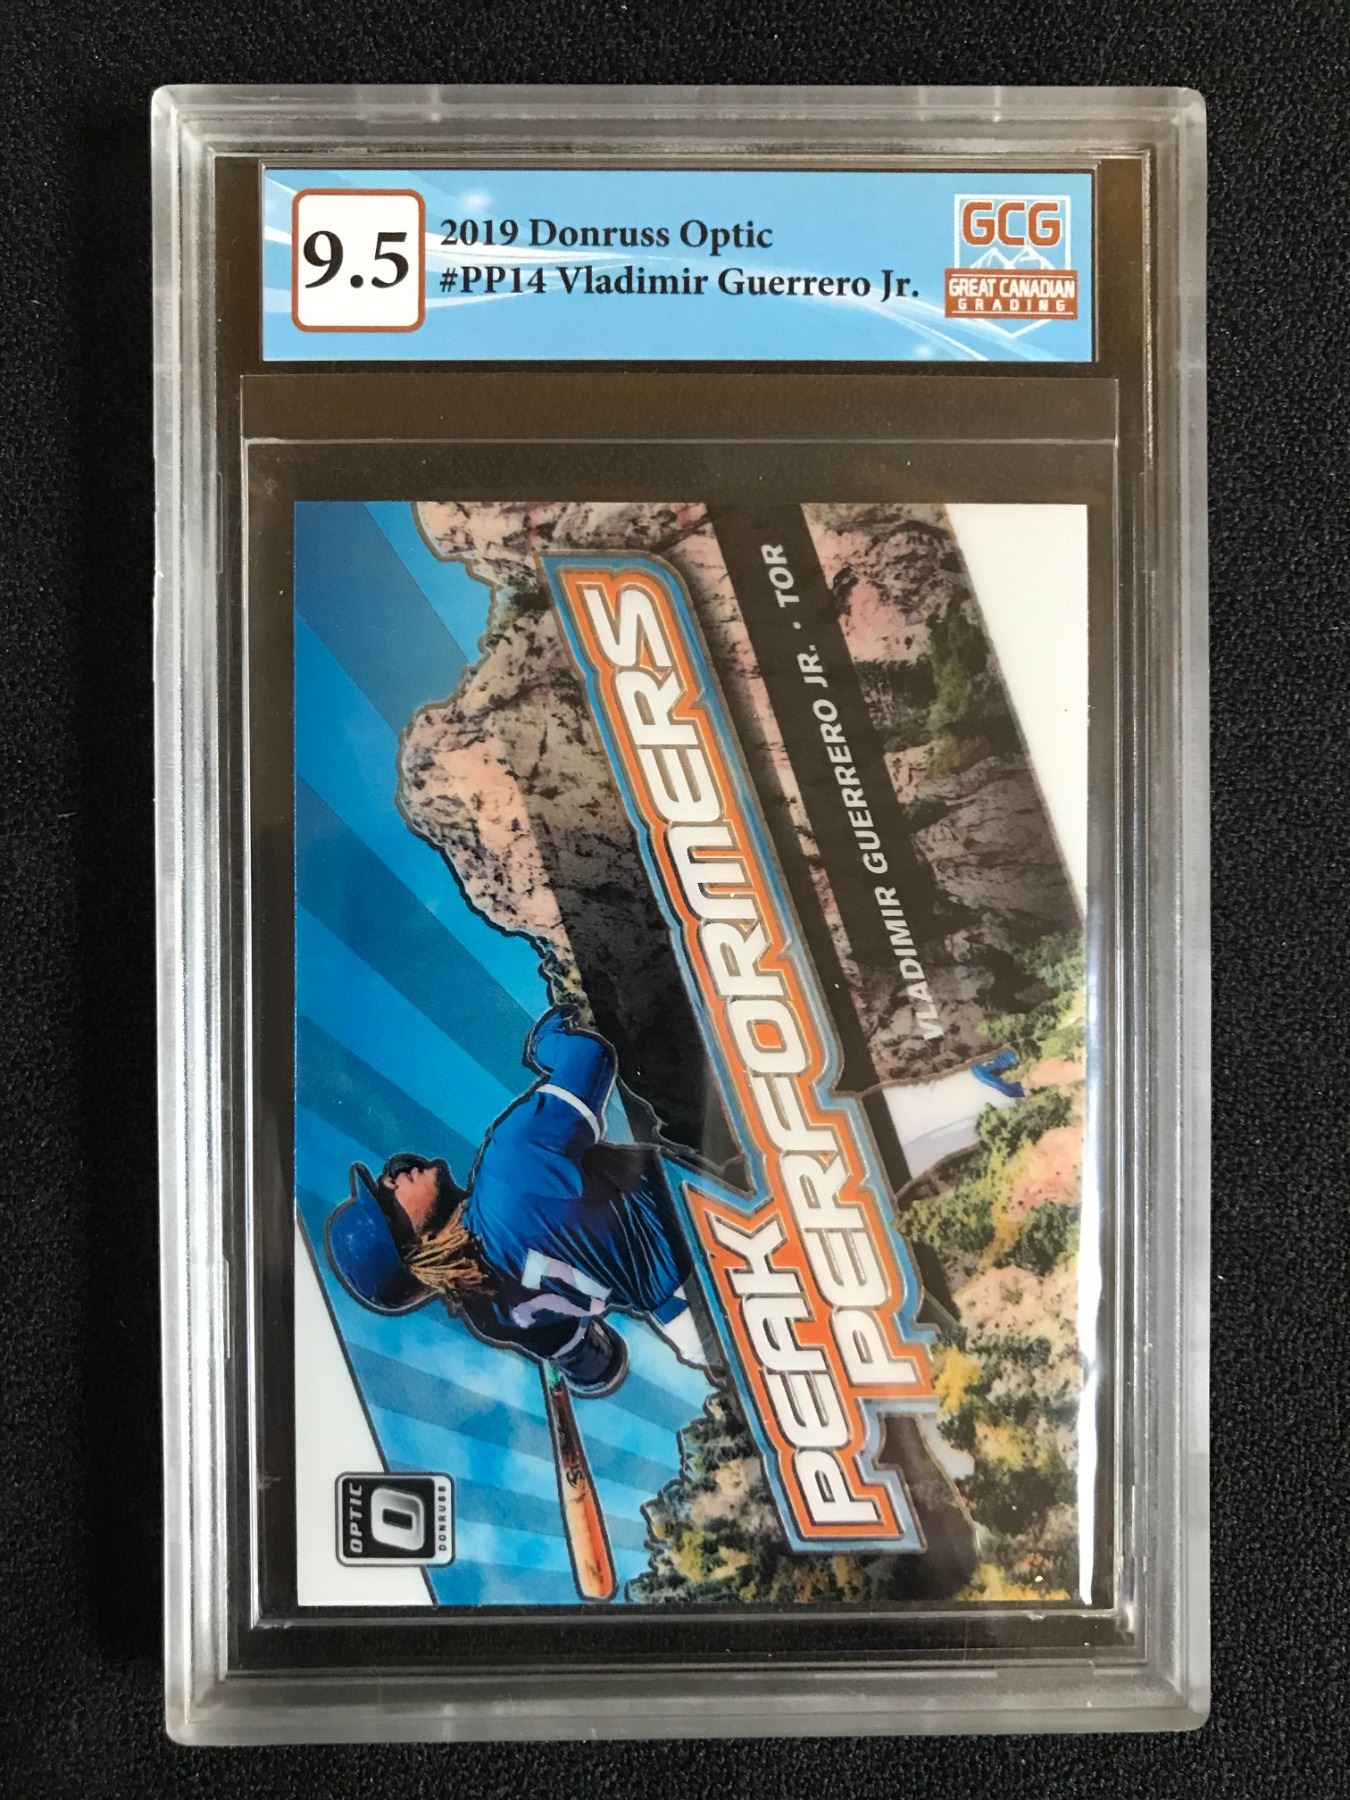 9.5
2019 Donruss Optic
#PP14 Vladimir Guerrero Jr.
GCG
GREAT CANADIAN
GRADING
PEAK
PERFORMERS
VLADIMIR GUERRERO JR. · TOR
27
OPTIC
O
DONRUSS